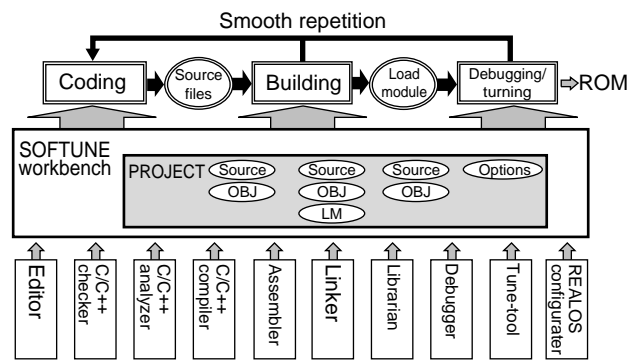 Smooth repetition
Coding
Source
files
Building
Load
module
Debugging/
turning
ROM
SOFTUNE
workbench
PROJECT
Source
Source
Source
Options
OBJ
OBJ
OBJ
LM
Editor
C/C++
checker
C/C++
analyzer
C/C++
compiler
Assembler
Linker
Librarian
Debugger
Tune-tool
REALOS
configurater